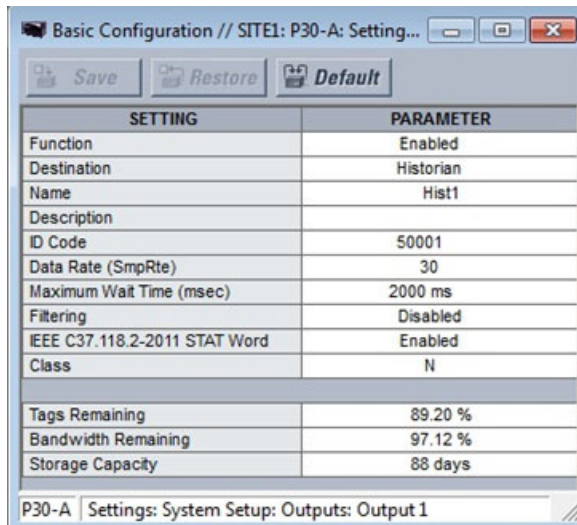 Basic Configuration // SITE1: P30-A: Setting...
Save Restore Default
SETTING PARAMETER
Function Enabled
Destination Historian
Name Hist1
Description
ID Code 50001
Data Rate (SmpRte) 30
Maximum Wait Time (msec) 2000 ms
Filtering Disabled
IEEE C37.118.2-2011 STAT Word Enabled
Class N
Tags Remaining 89.20 %
Bandwidth Remaining 97.12 %
Storage Capacity 88 days
P30-A Settings: System Setup: Outputs: Output 1